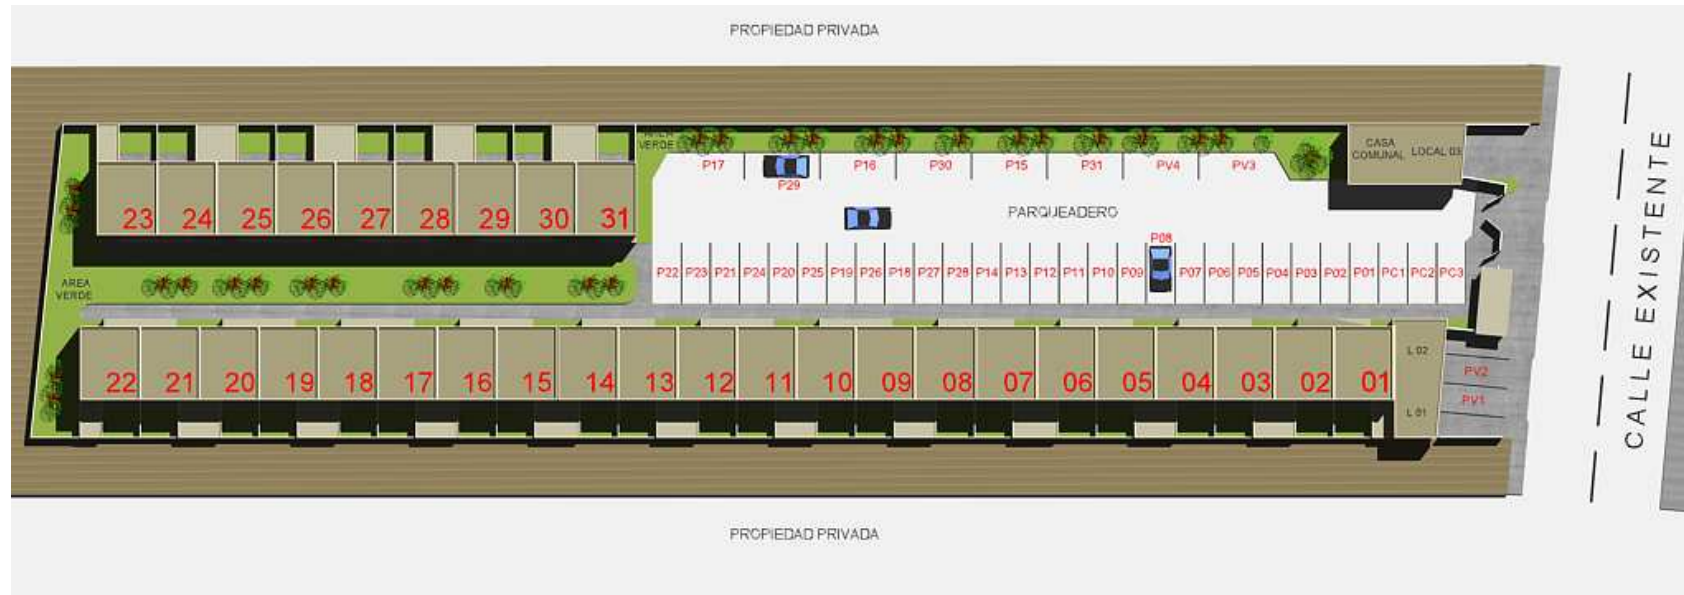 PROPIEDAD PRIVADA
AREA
VERDE
CASA
COMUNAL
LOCAL 03
P17
P16
P30
P15
P31
PV4
PV3
P29
23 24 25 26 27 28 29 30 31
PARQUEADERO
P08
P22 P23 P21 P24 P20 P25 P19 P26 P18 P27 P28 P14 P13 P12 P11 P10 P09 P07 P06 P05 P04 P03 P02 P01 PC1 PC2 PC3
AREA
VERDE
CALLE EXISTENTE
L 02
PV2
22 21 20 19 18 17 16 15 14 13 12 11 10 09 08 07 06 05 04 03 02 01
PV1
L 01
PROPIEDAD PRIVADA